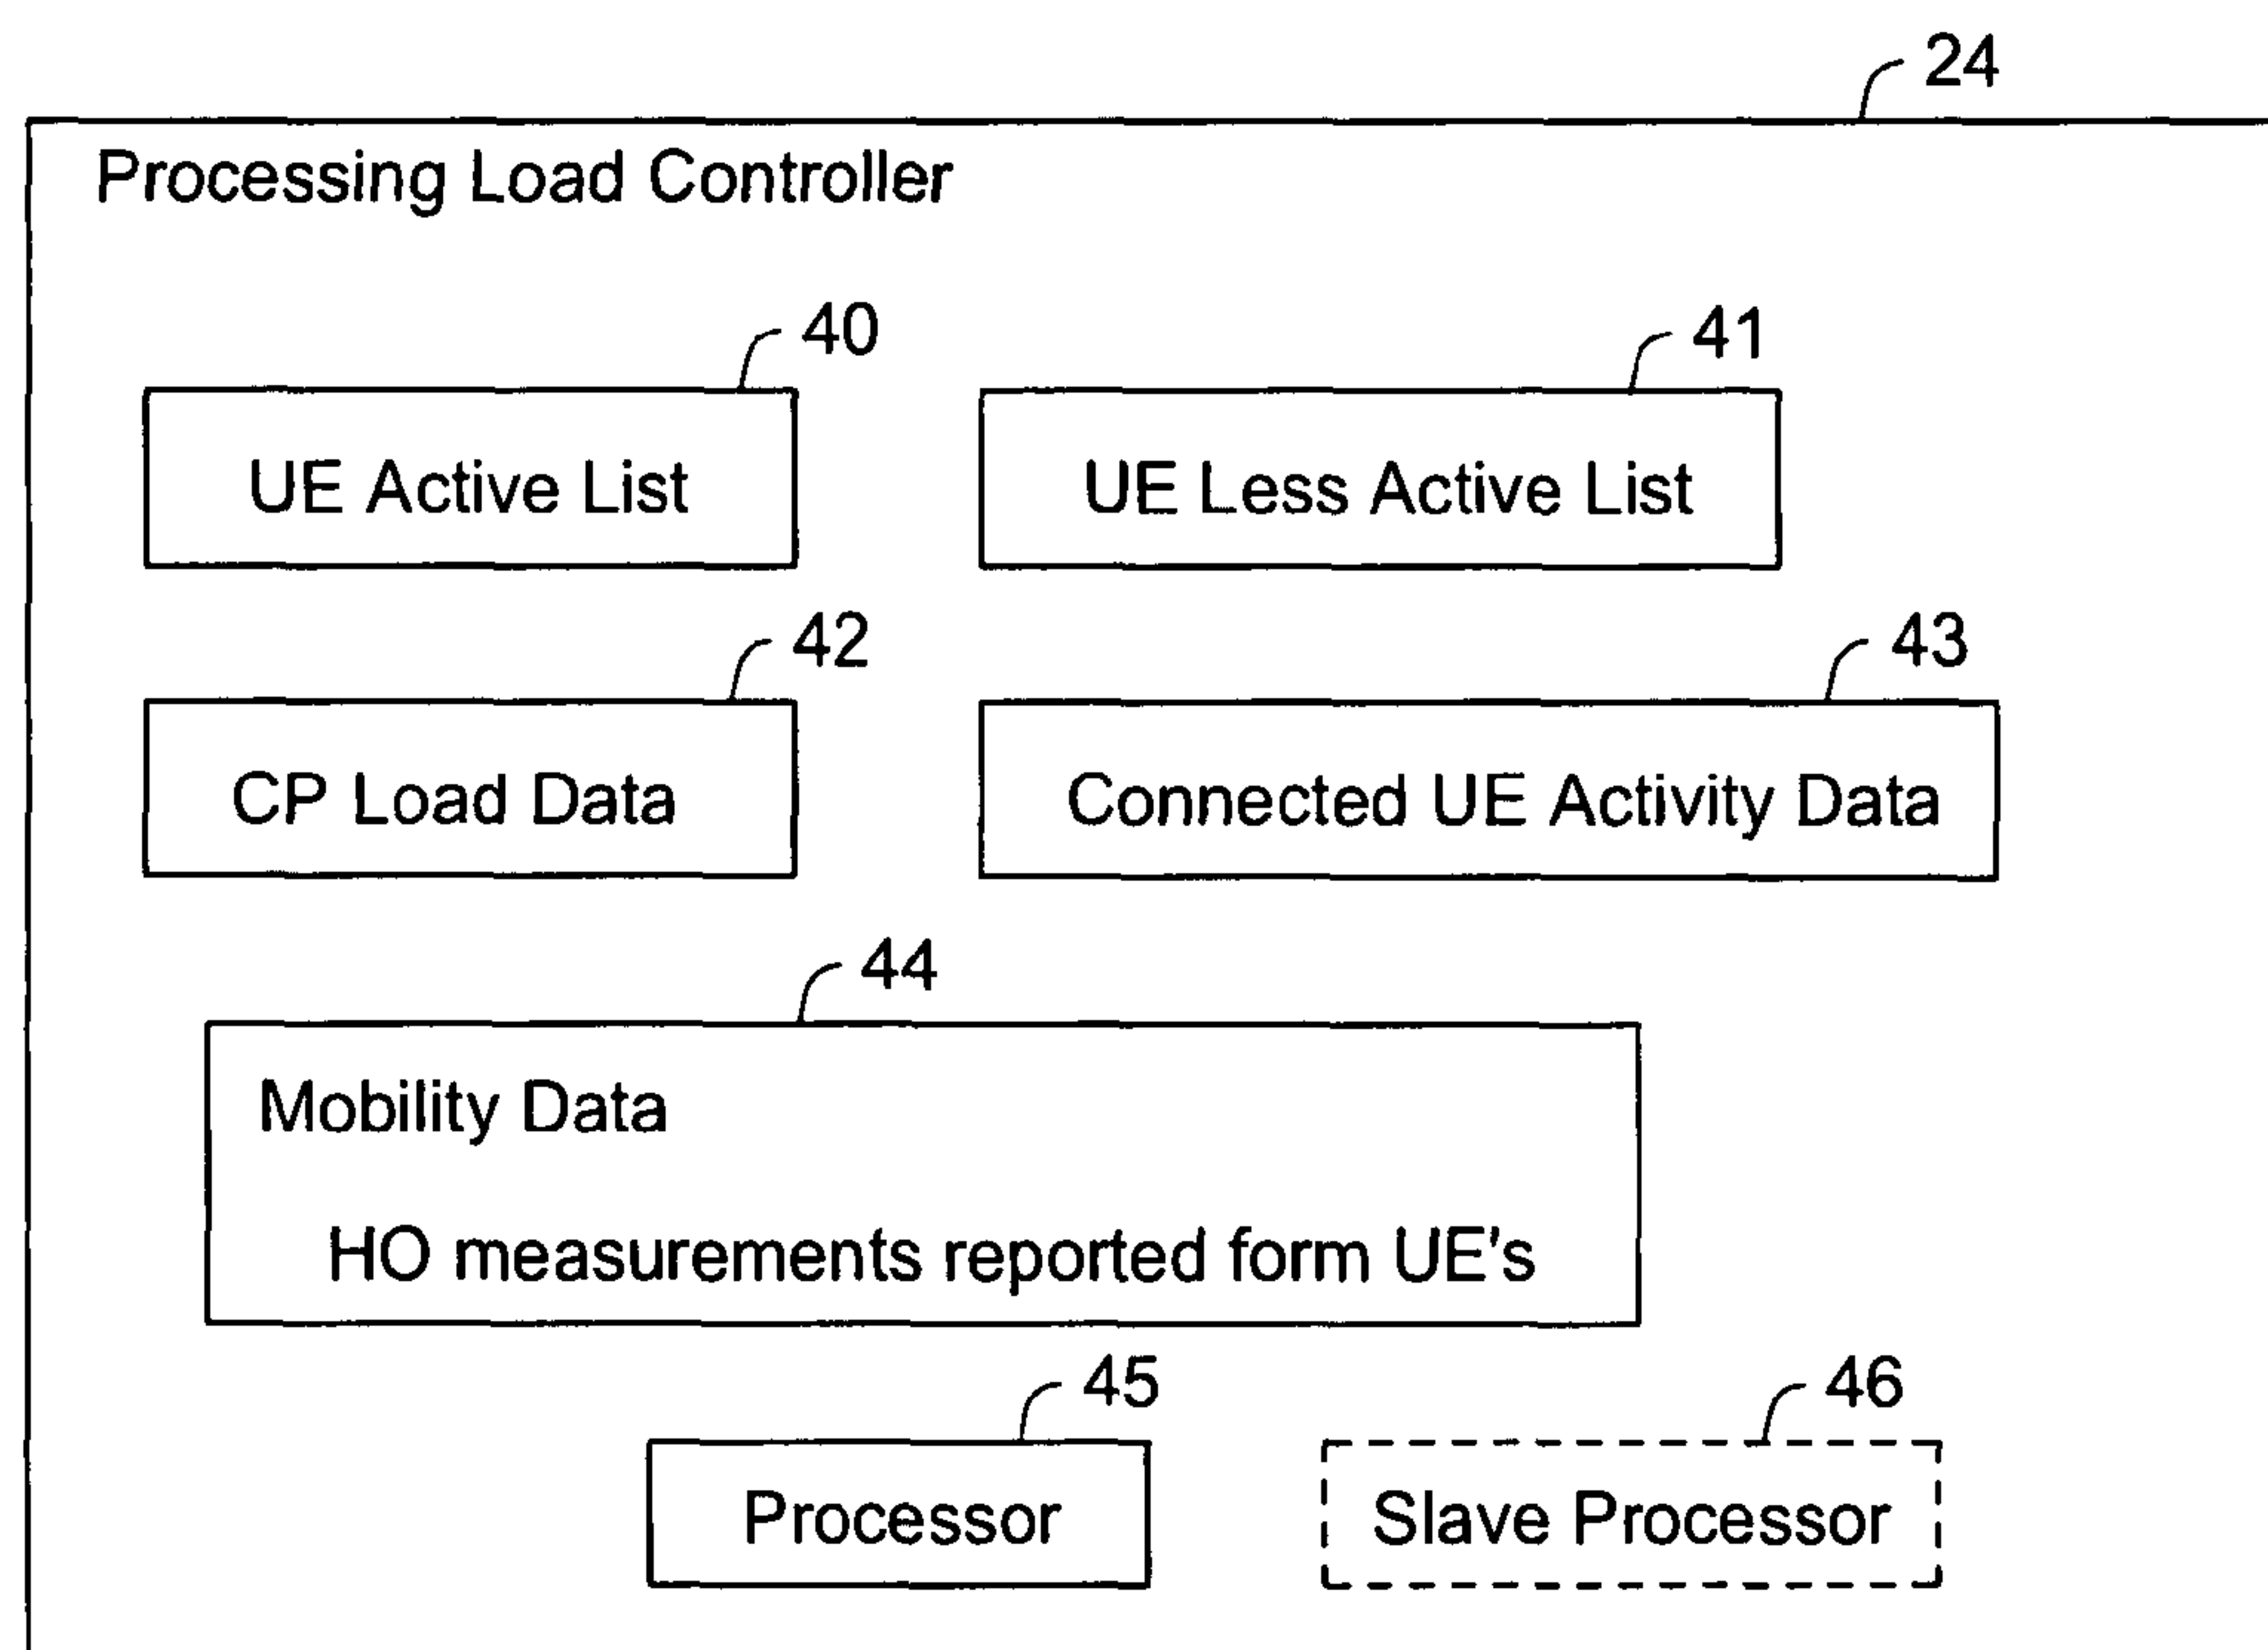 24
Processing Load Controller
40
41
UE Active List
UE Less Active List
42
43
CP Load Data
Connected UE Activity Data
44
Mobility Data
HO measurements reported form UE's
45
46
Processor
Slave Processor